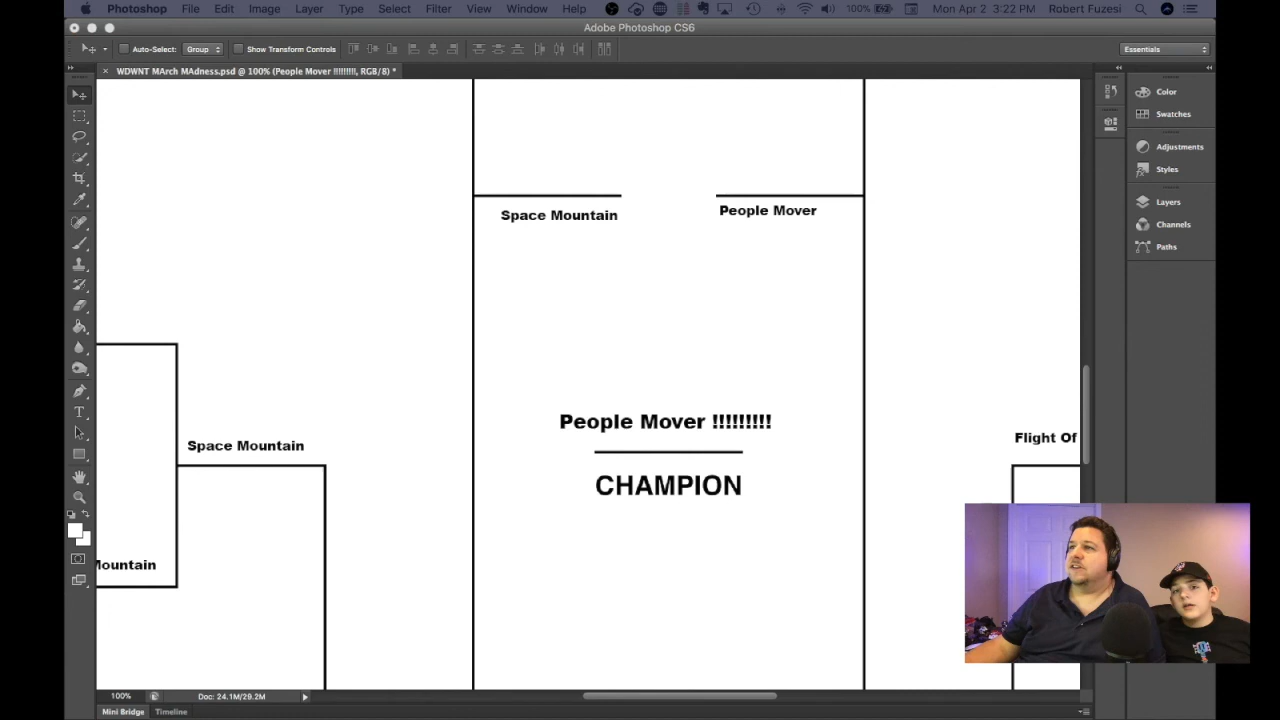 Photoshop File Edit Image Layer Type Select Filter View Window Help 100% Mon Apr 2 3:22 PM Robert Fuzesi
Adobe Photoshop CS6
Auto-Select: Group Show Transform Controls Essentials
WDWNT MArch MAdness.psd @ 100% (People Mover !!!!!!!!!, RGB/8) *
Color
Swatches
Adjustments
Styles
Layers
Channels
Paths
Space Mountain
People Mover
People Mover !!!!!!!!!
CHAMPION
Space Mountain
Mountain
Flight Of
100% Doc: 24.1M/29.2M
Mini Bridge Timeline